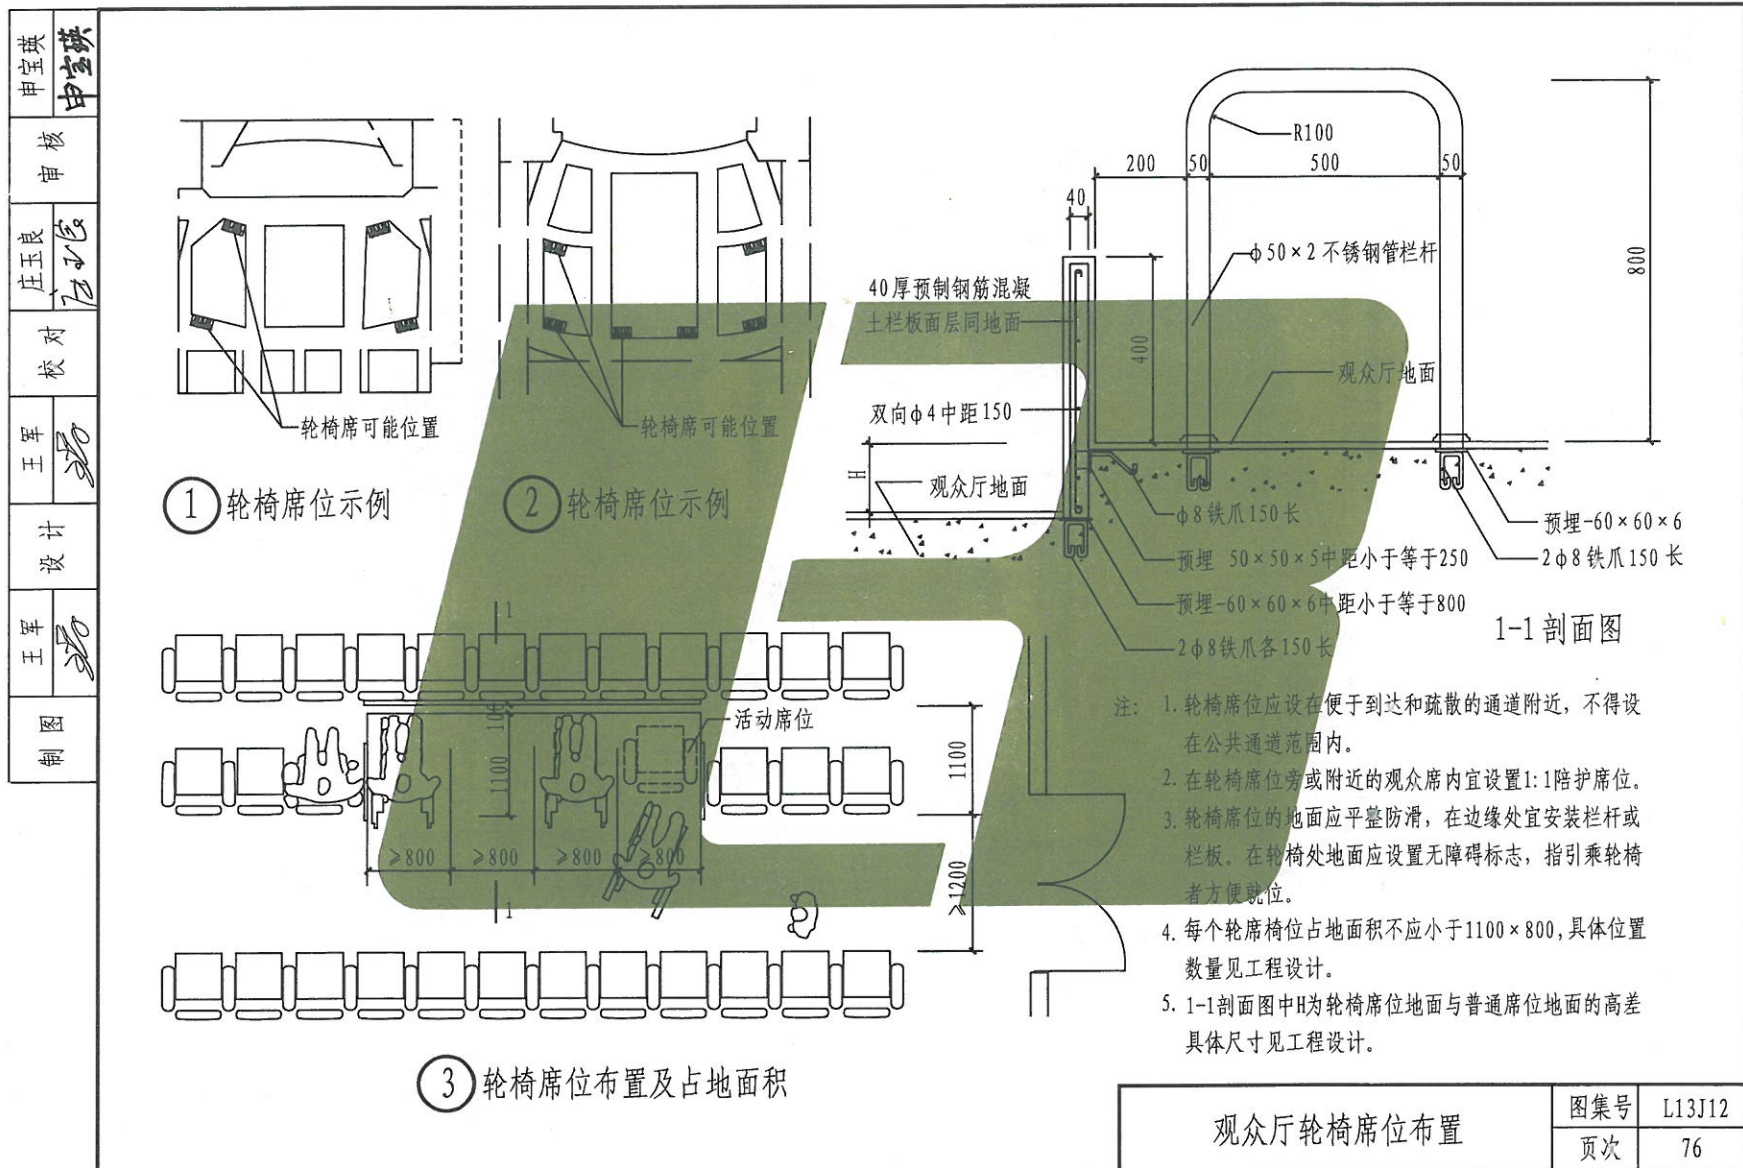 申宝瑛
审核
庄玉良
校对
王军
设计
王军
制图
轮椅席可能位置
① 轮椅席位示例
轮椅席可能位置
② 轮椅席位示例
R100
200
50
500
50
40
800
φ50×2不锈钢管栏杆
40厚预制钢筋混凝
土栏板面层同地面
400
观众厅地面
双向φ4中距150
H
观众厅地面
φ8铁爪150长
预埋-60×60×6
2φ8铁爪150长
预埋 50×50×5中距小于等于250
预埋-60×60×6中距小于等于800
2φ8铁爪各150长
1-1剖面图
1
活动席位
1100
1100
≥800
≥800
≥800
≥800
≥1200
1
③ 轮椅席位布置及占地面积
注: 1. 轮椅席位应设在便于到达和疏散的通道附近，不得设
在公共通道范围内。
2. 在轮椅席位旁或附近的观众席内宜设置1:1陪护席位。
3. 轮椅席位的地面应平整防滑，在边缘处宜安装栏杆或
栏板。在轮椅处地面应设置无障碍标志，指引乘轮椅
者方便就位。
4. 每个轮席椅位占地面积不应小于1100×800,具体位置
数量见工程设计。
5. 1-1剖面图中H为轮椅席位地面与普通席位地面的高差
具体尺寸见工程设计。
观众厅轮椅席位布置
图集号 L13J12
页次 76